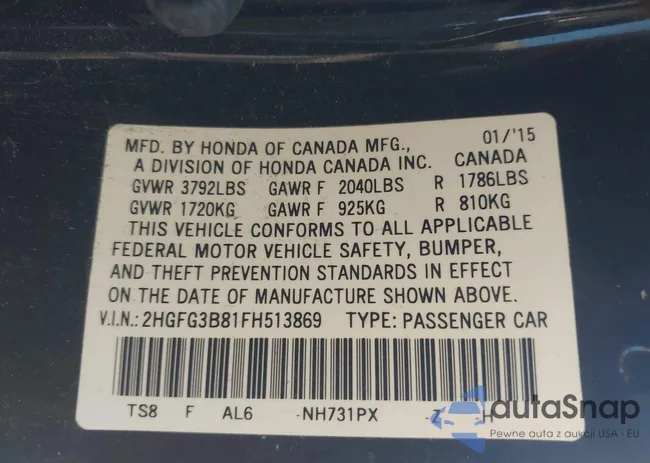 MFD. BY HONDA OF CANADA MFG., 01/'15
A DIVISION OF HONDA CANADA INC. CANADA
GVWR 3792LBS GAWR F 2040LBS R 1786LBS
GVWR 1720KG GAWR F 925KG R 810KG
THIS VEHICLE CONFORMS TO ALL APPLICABLE
FEDERAL MOTOR VEHICLE SAFETY, BUMPER,
AND THEFT PREVENTION STANDARDS IN EFFECT
ON THE DATE OF MANUFACTURE SHOWN ABOVE.
V.I.N.: 2HGFG3B81FH513869 TYPE: PASSENGER CAR
TS8 F AL6 -NH731PX
autaSnap
Pewne auta z aukcji USA i EU